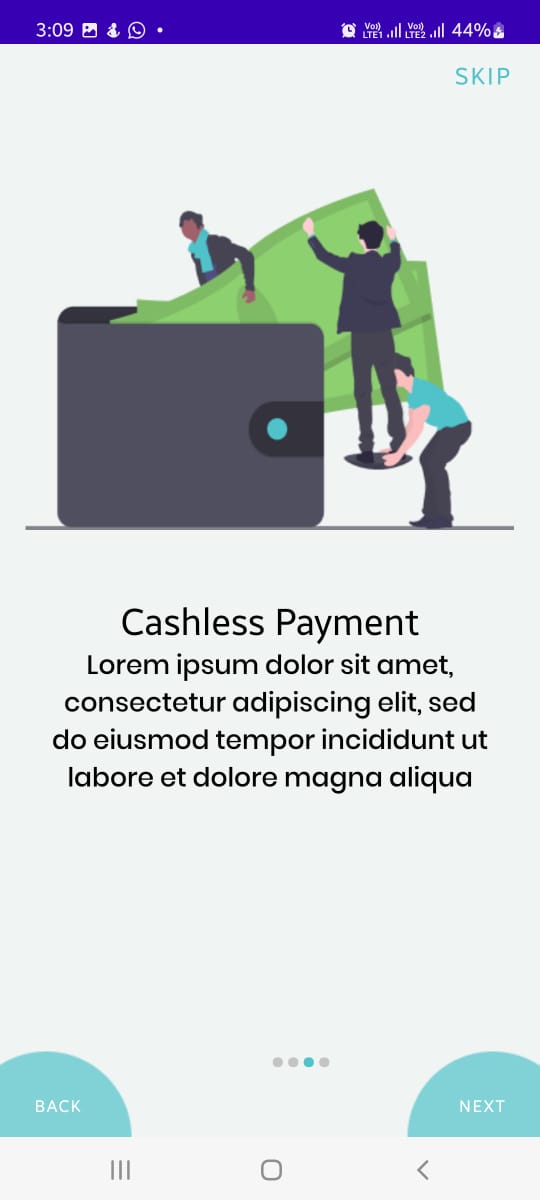 3:09
Vo)) LTE1 Vo)) LTE2 44%
SKIP
Cashless Payment
Lorem ipsum dolor sit amet,
consectetur adipiscing elit, sed
do eiusmod tempor incididunt ut
labore et dolore magna aliqua
BACK
NEXT